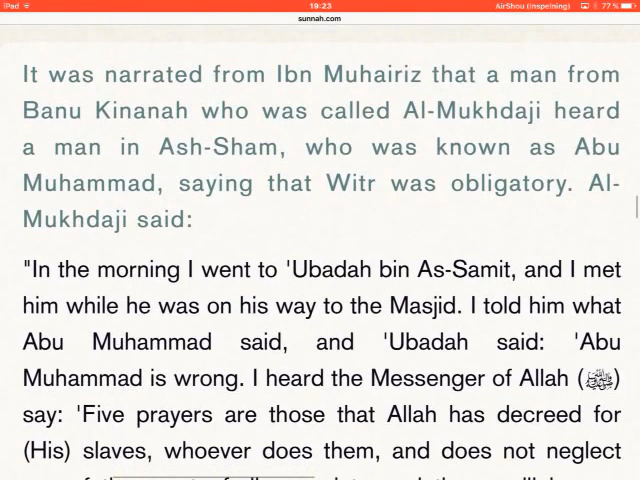 iPad 19:23 AirShou (Inspelning) 77 %
sunnah.com
It was narrated from Ibn Muhairiz that a man from
Banu Kinanah who was called Al-Mukhdaji heard
a man in Ash-Sham, who was known as Abu
Muhammad, saying that Witr was obligatory. Al-
Mukhdaji said:
"In the morning I went to 'Ubadah bin As-Samit, and I met
him while he was on his way to the Masjid. I told him what
Abu Muhammad said, and 'Ubadah said: 'Abu
Muhammad is wrong. I heard the Messenger of Allah (ﷺ)
say: 'Five prayers are those that Allah has decreed for
(His) slaves, whoever does them, and does not neglect